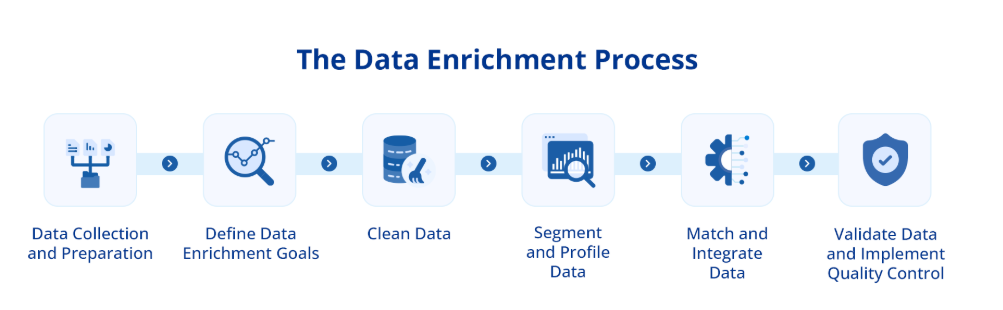 The Data Enrichment Process
Data Collection
and Preparation
Define Data
Enrichment Goals
Clean Data
Segment
and Profile
Data
Match and
Integrate
Data
Validate Data
and Implement
Quality Control